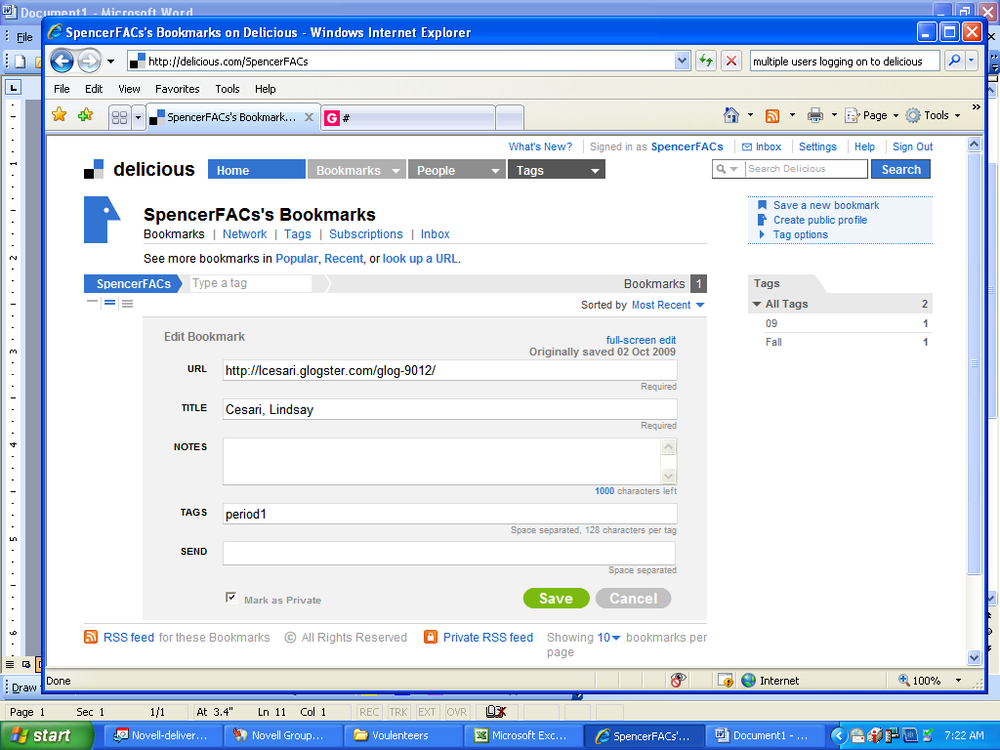 Document1 - Microsoft Word
File
SpencerFACs's Bookmarks on Delicious - Windows Internet Explorer
http://delicious.com/SpencerFACs
multiple users logging on to delicious
File Edit View Favorites Tools Help
SpencerFACs's Bookmark... G #
Page Tools
What's New? Signed in as SpencerFACs Inbox Settings Help Sign Out
delicious Home Bookmarks People Tags Search Delicious Search
SpencerFACs's Bookmarks
Bookmarks | Network | Tags | Subscriptions | Inbox
Save a new bookmark
Create public profile
Tag options
See more bookmarks in Popular, Recent, or look up a URL.
SpencerFACs Type a tag Bookmarks 1
Sorted by Most Recent
Tags
All Tags 2
09 1
Fall 1
Edit Bookmark
full-screen edit
Originally saved 02 Oct 2009
URL http://lcesari.glogster.com/glog-9012/
Required
TITLE Cesari, Lindsay
Required
NOTES
1000 characters left
TAGS period1
Space separated, 128 characters per tag
SEND
Space separated
Mark as Private Save Cancel
RSS feed for these Bookmarks © All Rights Reserved Private RSS feed Showing 10 bookmarks per page
Done Internet 100%
Draw
Page 1 Sec 1 1/1 At 3.4" Ln 11 Col 1 REC TRK EXT OVR
start Novell-deliver... Novell Group... Voulenteers Microsoft Exc... SpencerFACs'... Document1 - ... 7:22 AM